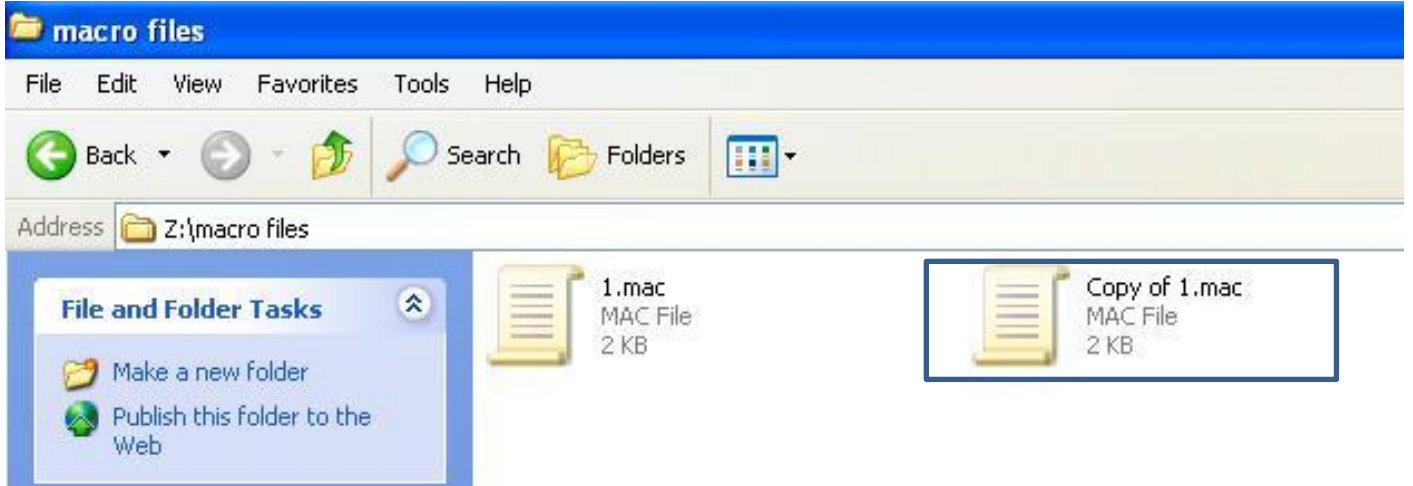 macro files
File Edit View Favorites Tools Help
Back Search Folders
Address Z:\macro files
File and Folder Tasks
Make a new folder
Publish this folder to the
Web
1.mac
MAC File
2 KB
Copy of 1.mac
MAC File
2 KB